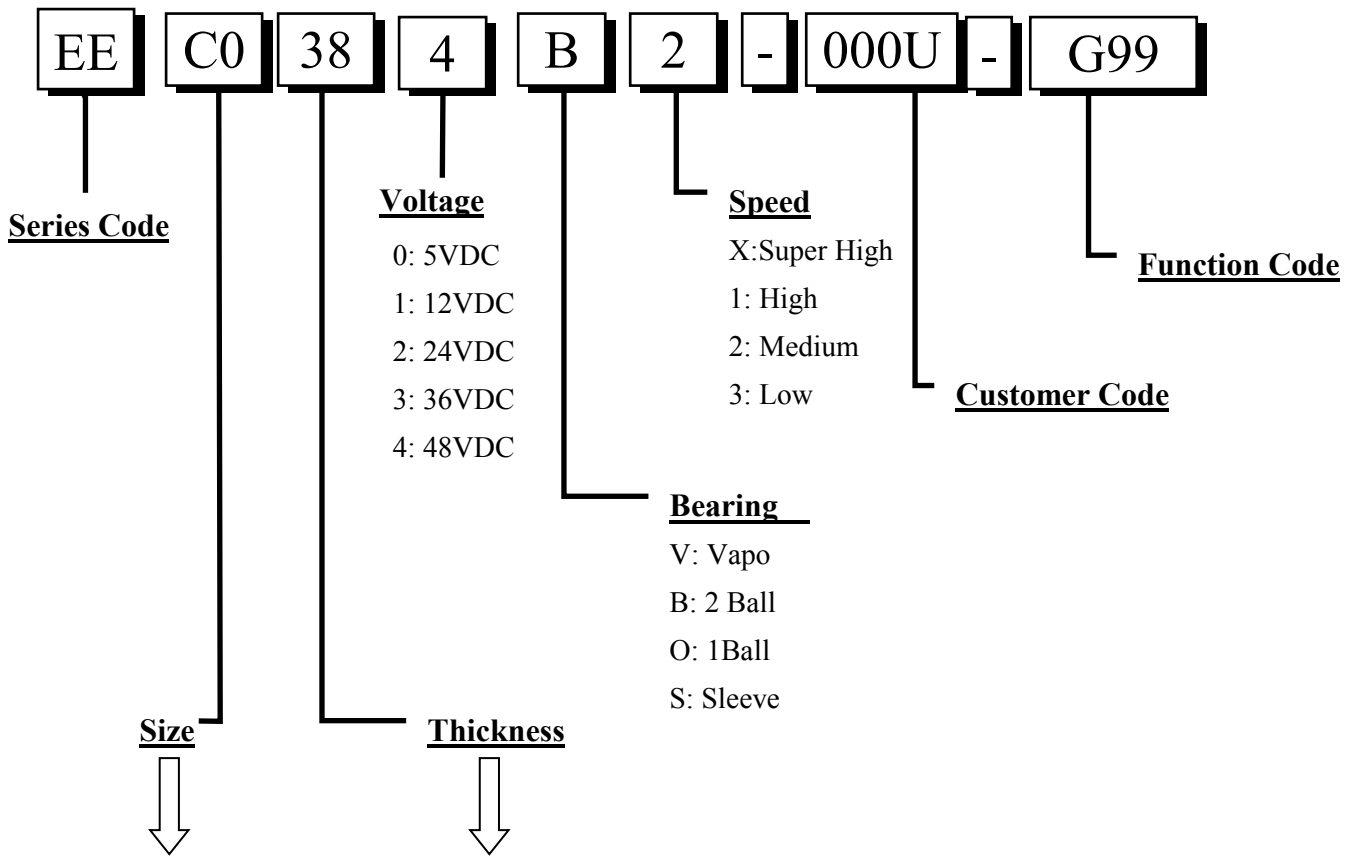 EE C0 38 4 B 2 - 000U - G99
Series Code
Voltage
0: 5VDC
1: 12VDC
2: 24VDC
3: 36VDC
4: 48VDC
Speed
X:Super High
1: High
2: Medium
3: Low
Function Code
Customer Code
Bearing
V: Vapo
B: 2 Ball
O: 1Ball
S: Sleeve
Size
Thickness